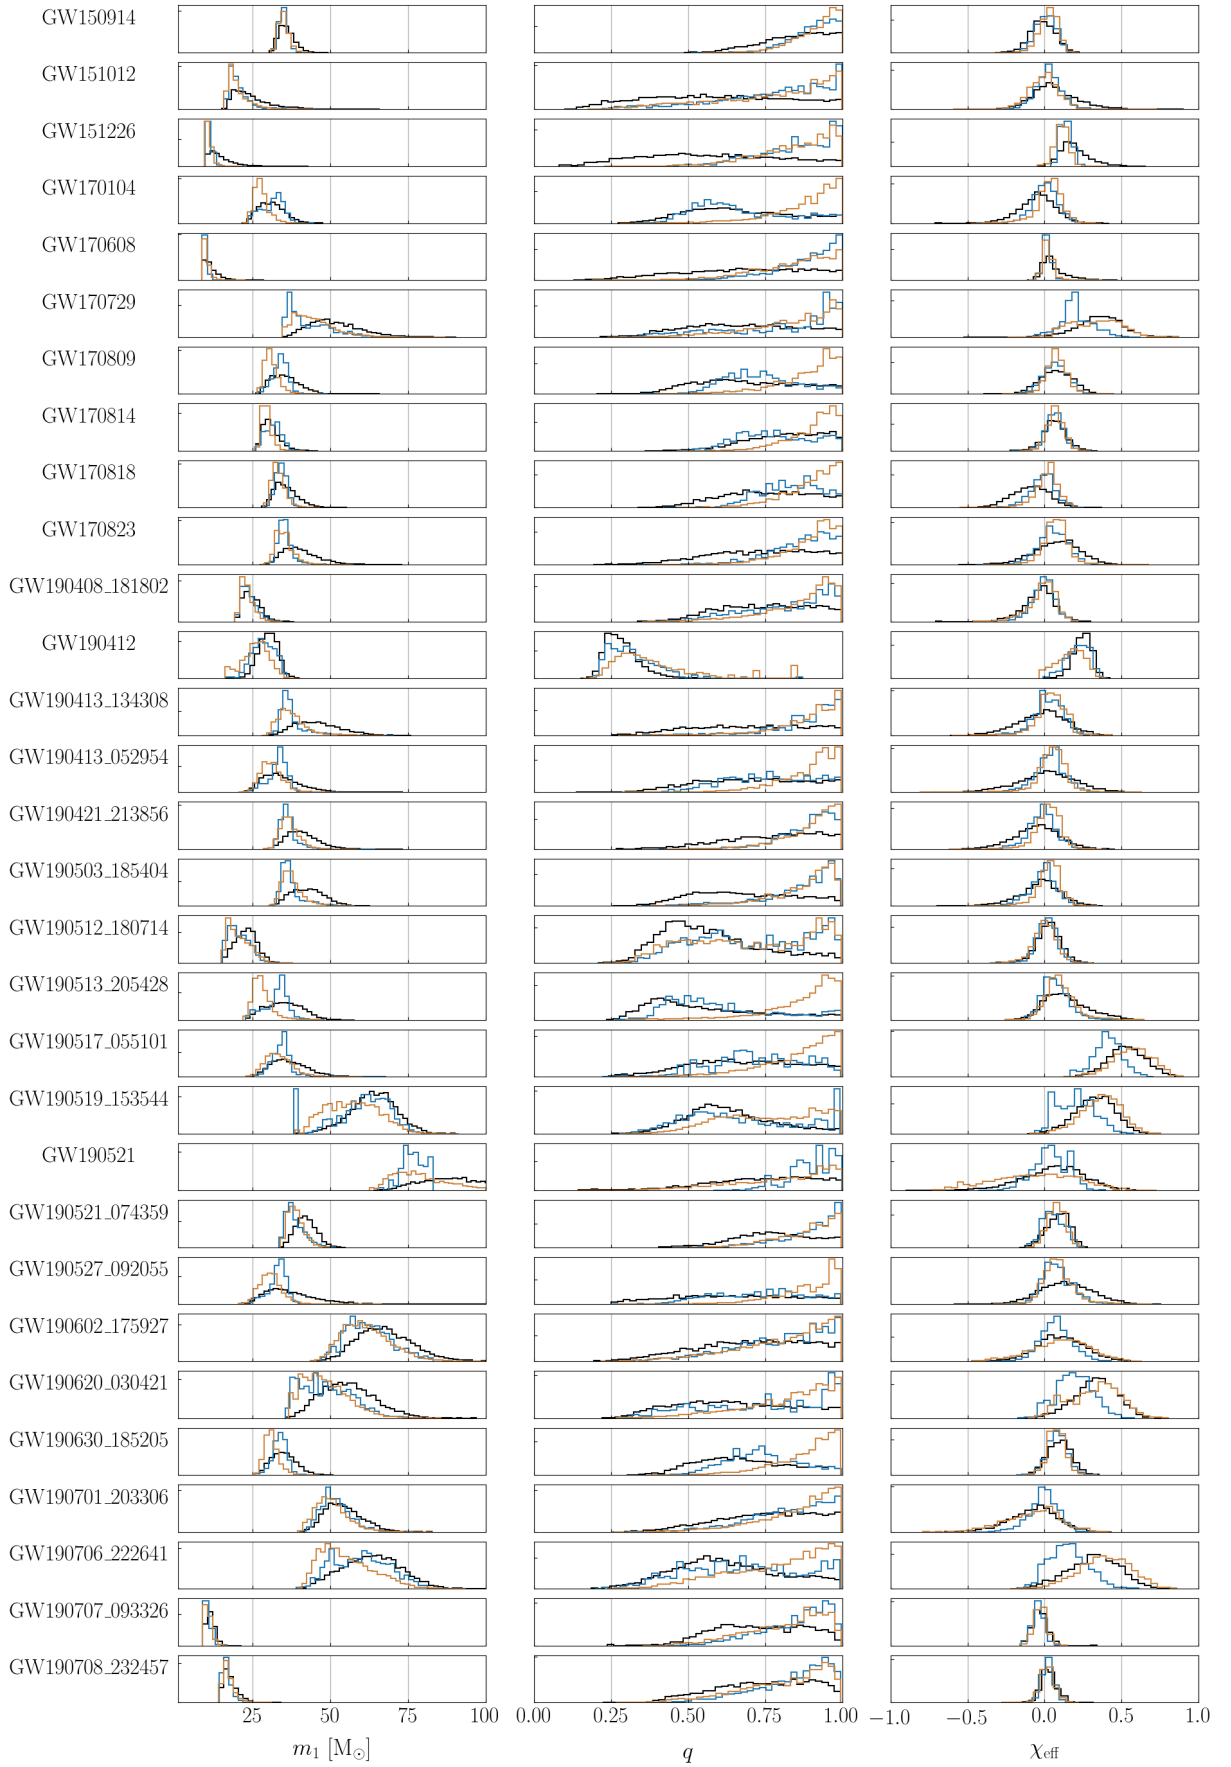 GW150914
GW151012
GW151226
GW170104
GW170608
GW170729
GW170809
GW170814
GW170818
GW170823
GW190408_181802
GW190412
GW190413_134308
GW190413_052954
GW190421_213856
GW190503_185404
GW190512_180714
GW190513_205428
GW190517_055101
GW190519_153544
GW190521
GW190521_074359
GW190527_092055
GW190602_175927
GW190620_030421
GW190630_185205
GW190701_203306
GW190706_222641
GW190707_093326
GW190708_232457
25 50 75 100 0.00 0.25 0.50 0.75 1.00 −1.0 −0.5 0.0 0.5 1.0
m₁ [M⊙] q χeff